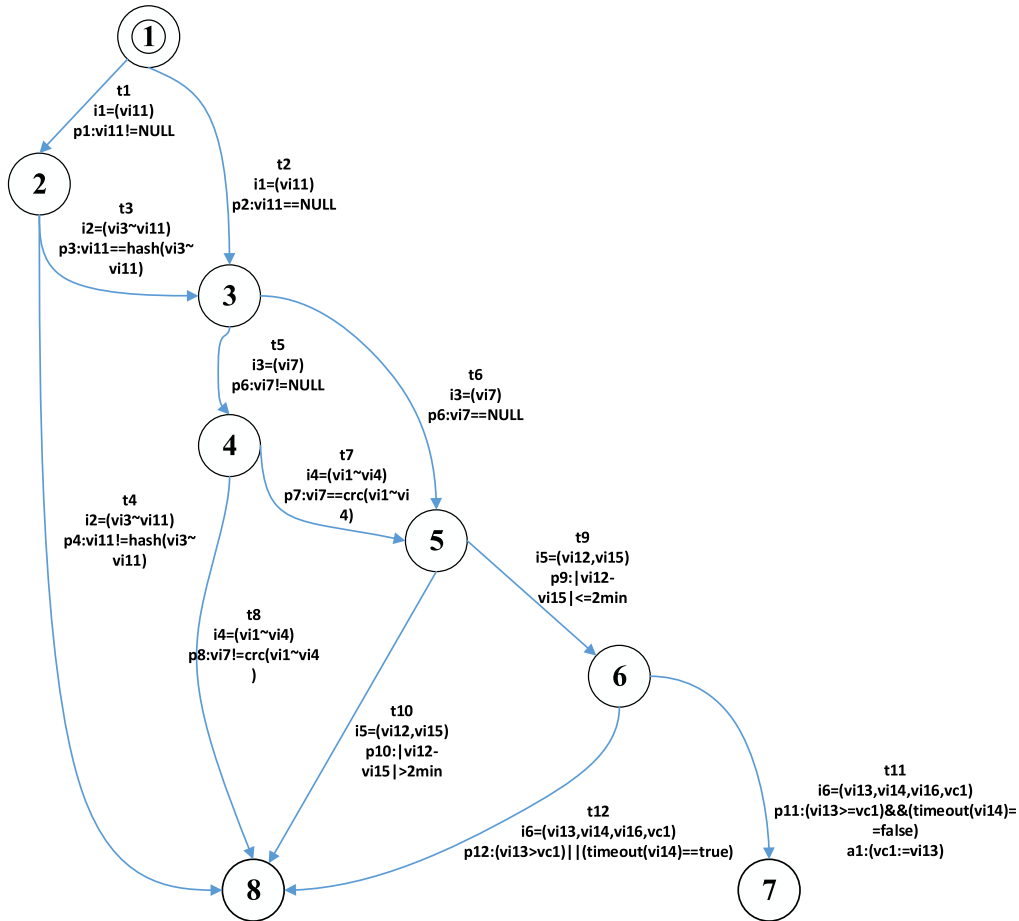 1
t1
i1=(vi11)
p1:vi11!=NULL
2
t2
i1=(vi11)
p2:vi11==NULL
t3
i2=(vi3~vi11)
p3:vi11==hash(vi3~
vi11)
3
t5
i3=(vi7)
p6:vi7!=NULL
t6
i3=(vi7)
p6:vi7==NULL
4
t7
i4=(vi1~vi4)
p7:vi7==crc(vi1~vi
4)
t4
i2=(vi3~vi11)
p4:vi11!=hash(vi3~
vi11)
5
t9
i5=(vi12,vi15)
p9:|vi12-
vi15|<=2min
t8
i4=(vi1~vi4)
p8:vi7!=crc(vi1~vi4
)
6
t10
i5=(vi12,vi15)
p10:|vi12-
vi15|>2min
t11
i6=(vi13,vi14,vi16,vc1)
p11:(vi13>=vc1)&&(timeout(vi14)=
=false)
a1:(vc1:=vi13)
t12
i6=(vi13,vi14,vi16,vc1)
p12:(vi13>vc1)||(timeout(vi14)==true)
8
7